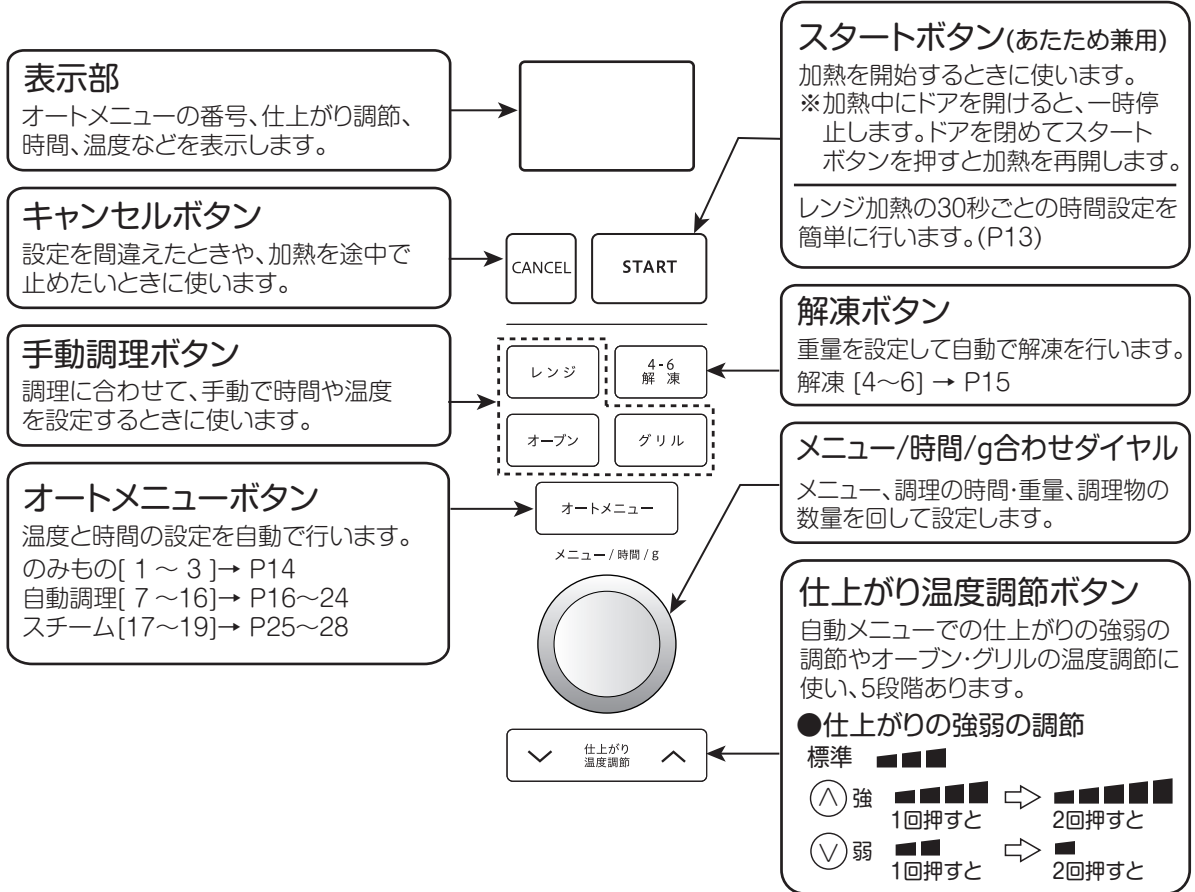 表示部
オートメニューの番号、仕上がり調節、
時間、温度などを表示します。
キャンセルボタン
設定を間違えたときや、加熱を途中で
止めたいときに使います。
手動調理ボタン
調理に合わせて、手動で時間や温度
を設定するときに使います。
オートメニューボタン
温度と時間の設定を自動で行います。
のみもの[ 1 ～ 3 ]→ P14
自動調理[ 7 ～16]→ P16～24
スチーム[17～19]→ P25～28
CANCEL
START
レンジ
4-6
解 凍
オーブン
グリル
オートメニュー
メニュー / 時間 / g
仕上がり
温度調節
スタートボタン(あたため兼用)
加熱を開始するときに使います。
※加熱中にドアを開けると、一時停
止します。ドアを閉めてスタート
ボタンを押すと加熱を再開します。
レンジ加熱の30秒ごとの時間設定を
簡単に行います。(P13)
解凍ボタン
重量を設定して自動で解凍を行います。
解凍 [4～6] → P15
メニュー/時間/g合わせダイヤル
メニュー、調理の時間・重量、調理物の
数量を回して設定します。
仕上がり温度調節ボタン
自動メニューでの仕上がりの強弱の
調節やオーブン・グリルの温度調節に
使い、5段階あります。
●仕上がりの強弱の調節
標準
強
1回押すと
2回押すと
弱
1回押すと
2回押すと